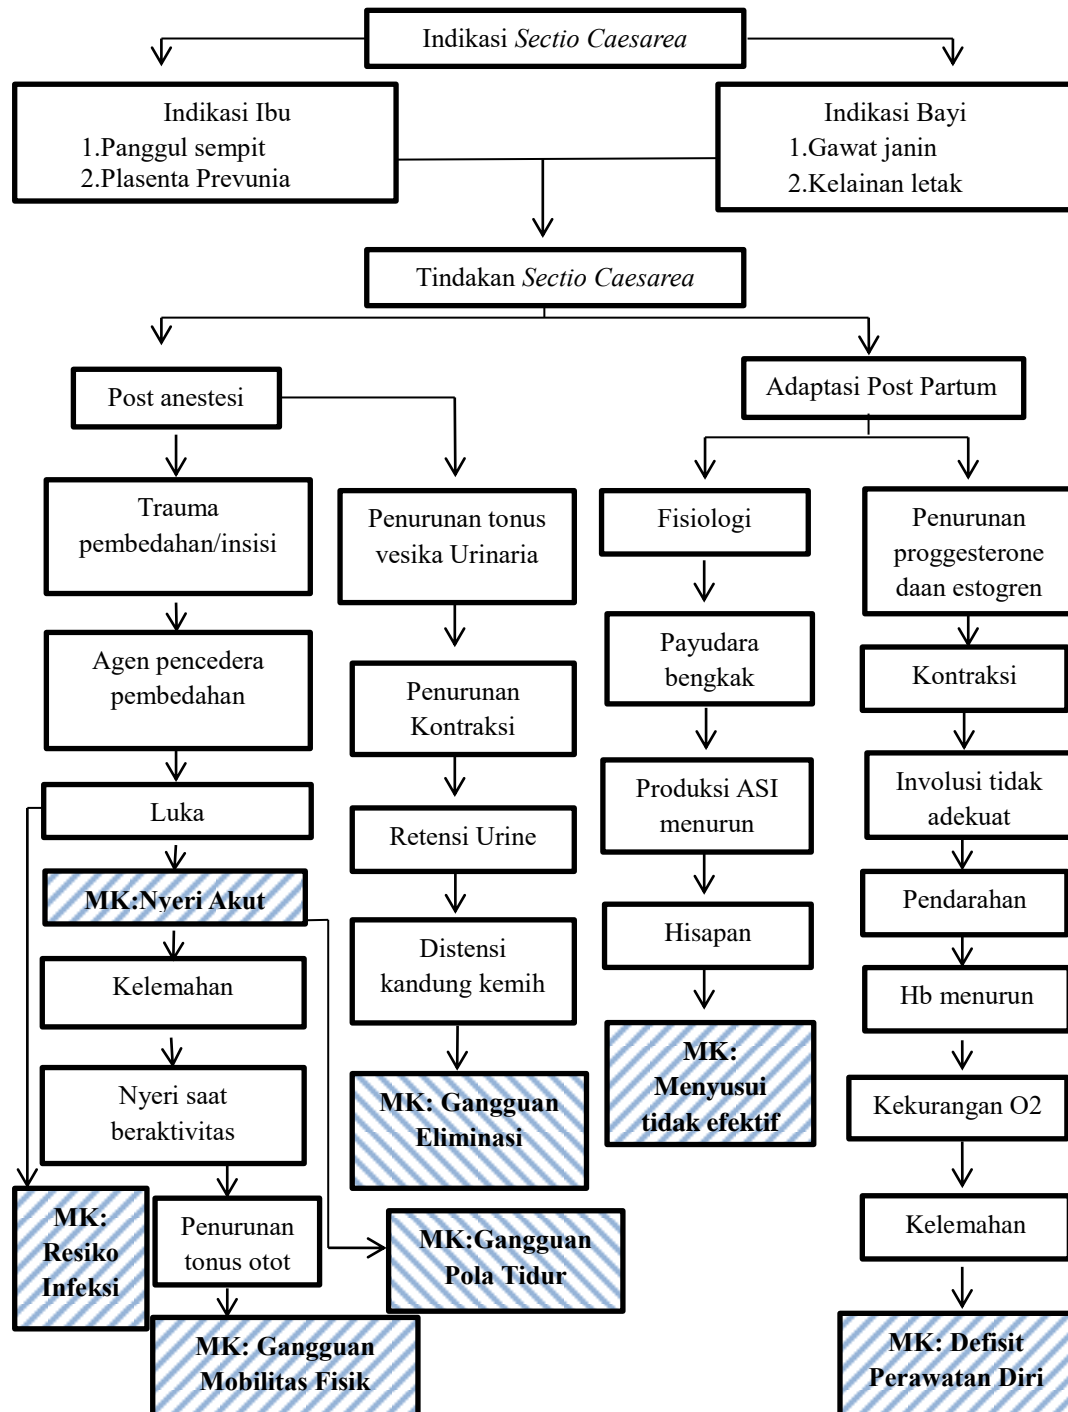 Indikasi Sectio Caesarea
Indikasi Ibu
1.Panggul sempit
2.Plasenta Prevunia
Indikasi Bayi
1.Gawat janin
2.Kelainan letak
Tindakan Sectio Caesarea
Post anestesi
Adaptasi Post Partum
Trauma
pembedahan/insisi
Penurunan tonus
vesika Urinaria
Fisiologi
Penurunan
proggesterone
daan estogren
Agen pencedera
pembedahan
Penurunan
Kontraksi
Payudara
bengkak
Kontraksi
Luka
Retensi Urine
Produksi ASI
menurun
Involusi tidak
adekuat
MK:Nyeri Akut
Distensi
kandung kemih
Hisapan
Pendarahan
Kelemahan
MK: Gangguan
Eliminasi
MK:
Menyusui
tidak efektif
Hb menurun
Nyeri saat
beraktivitas
Kekurangan O2
MK:
Resiko
Infeksi
Penurunan
tonus otot
MK:Gangguan
Pola Tidur
Kelemahan
MK: Gangguan
Mobilitas Fisik
MK: Defisit
Perawatan Diri